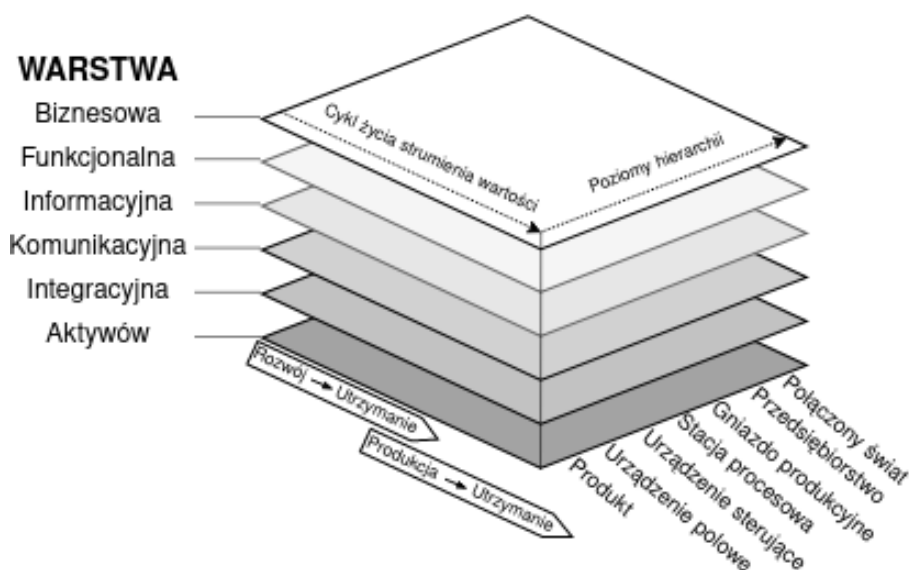 WARSTWA
Biznesowa
Funkcjonalna
Informacyjna
Komunikacyjna
Integracyjna
Aktywów
Cykl życia strumienia wartości
Poziomy hierarchii
Rozwój → Utrzymanie
Produkcja → Utrzymanie
Produkt
Urządzenie polowe
Urządzenie sterujące
Stacja procesowa
Gniazdo produkcyjne
Przedsiębiorstwo
Połączony świat